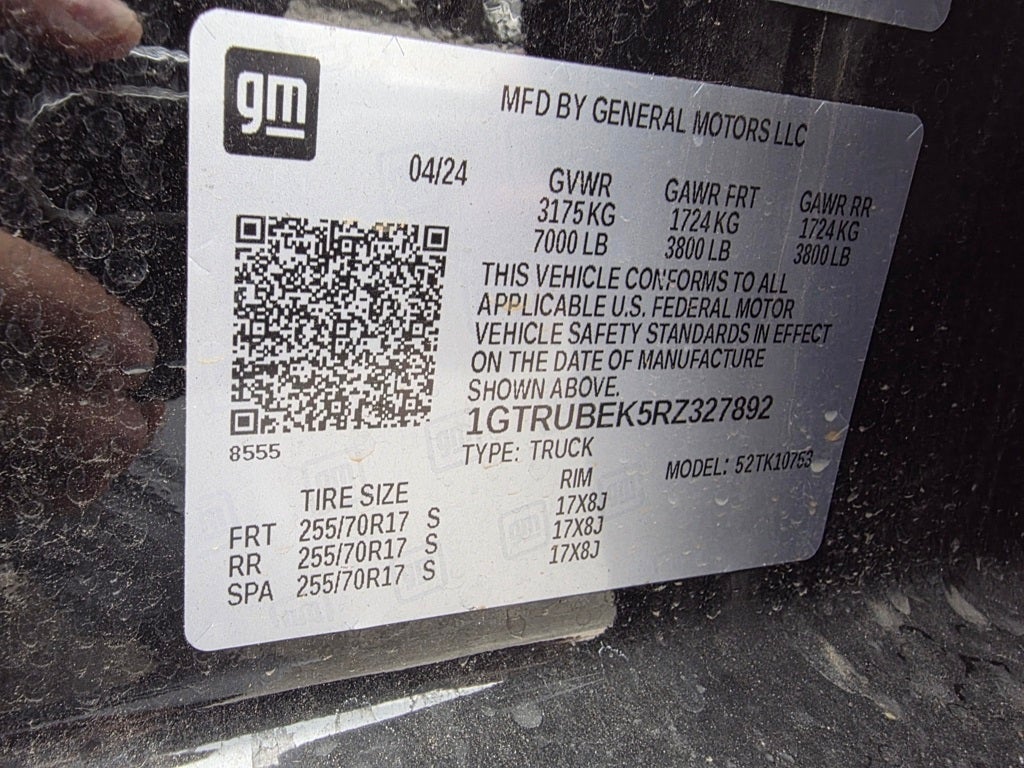 gm
MFD BY GENERAL MOTORS LLC
04/24
GVWR GAWR FRT GAWR RR
3175 KG 1724 KG 1724 KG
7000 LB 3800 LB 3800 LB
THIS VEHICLE CONFORMS TO ALL
APPLICABLE U.S. FEDERAL MOTOR
VEHICLE SAFETY STANDARDS IN EFFECT
ON THE DATE OF MANUFACTURE
SHOWN ABOVE.
1GTRUBEK5RZ327892
8555
TYPE: TRUCK MODEL: 52TK10753
TIRE SIZE RIM
FRT 255/70R17 S 17X8J
RR 255/70R17 S 17X8J
SPA 255/70R17 S 17X8J